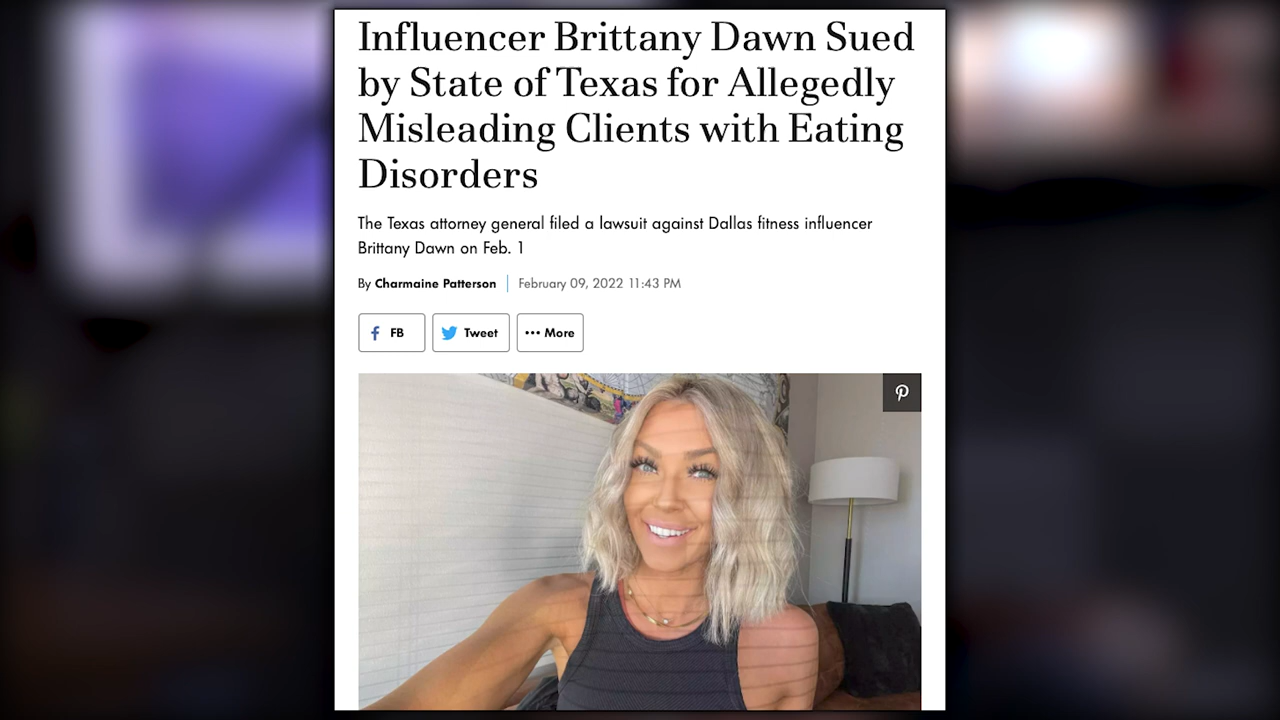 Influencer Brittany Dawn Sued
by State of Texas for Allegedly
Misleading Clients with Eating
Disorders
The Texas attorney general filed a lawsuit against Dallas fitness influencer
Brittany Dawn on Feb. 1
By Charmaine Patterson | February 09, 2022 11:43 PM
FB Tweet ••• More